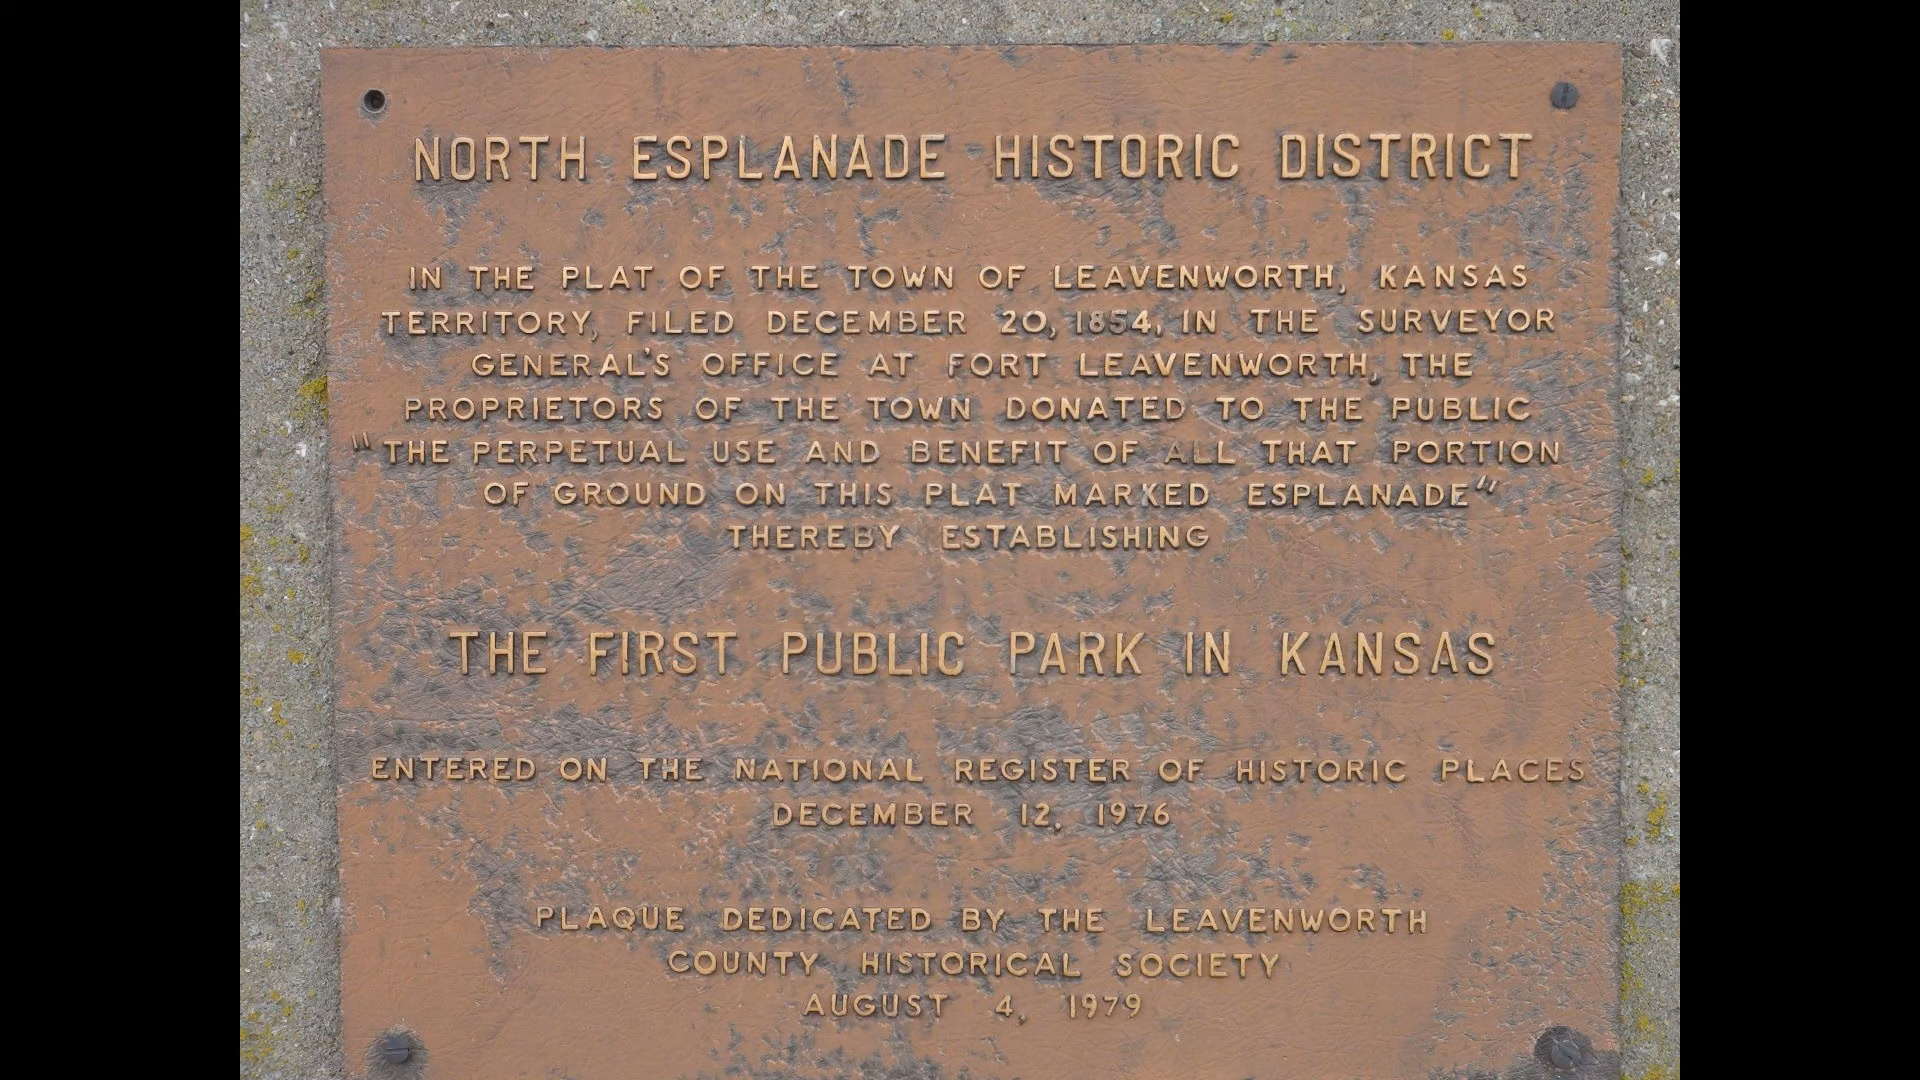 NORTH ESPLANADE HISTORIC DISTRICT
IN THE PLAT OF THE TOWN OF LEAVENWORTH, KANSAS
TERRITORY, FILED DECEMBER 20, 1854, IN THE SURVEYOR
GENERAL'S OFFICE AT FORT LEAVENWORTH, THE
PROPRIETORS OF THE TOWN DONATED TO THE PUBLIC
"THE PERPETUAL USE AND BENEFIT OF ALL THAT PORTION
OF GROUND ON THIS PLAT MARKED ESPLANADE"
THEREBY ESTABLISHING
THE FIRST PUBLIC PARK IN KANSAS
ENTERED ON THE NATIONAL REGISTER OF HISTORIC PLACES
DECEMBER 12, 1976
PLAQUE DEDICATED BY THE LEAVENWORTH
COUNTY HISTORICAL SOCIETY
AUGUST 4, 1979